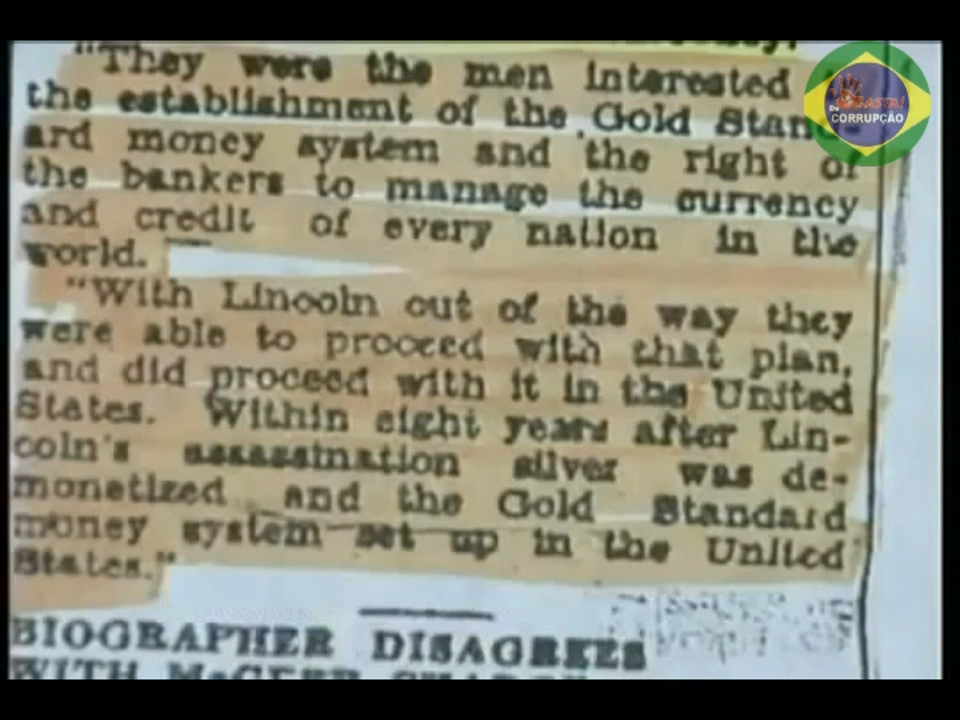 "They were the men interested
the establishment of the Gold Stand-
ard money system and the right of
the bankers to manage the currency
and credit of every nation in the
world.
"With Lincoln out of the way they
were able to proceed with that plan,
and did proceed with it in the United
States. Within eight years after Lin-
coln's assassination silver was de-
monetized and the Gold Standard
money system set up in the United
States."
BIOGRAPHER DISAGREES
WITH McGEER
BASTA!
DE
CORRUPÇÃO